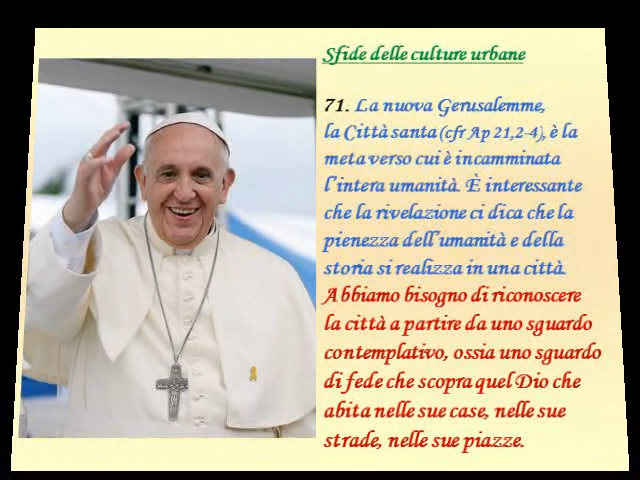 Sfide delle culture urbane
71. La nuova Gerusalemme,
la Città santa (cfr Ap 21,2-4), è la
meta verso cui è incamminata
l'intera umanità. È interessante
che la rivelazione ci dica che la
pienezza dell'umanità e della
storia si realizza in una città.
Abbiamo bisogno di riconoscere
la città a partire da uno sguardo
contemplativo, ossia uno sguardo
di fede che scopra quel Dio che
abita nelle sue case, nelle sue
strade, nelle sue piazze.